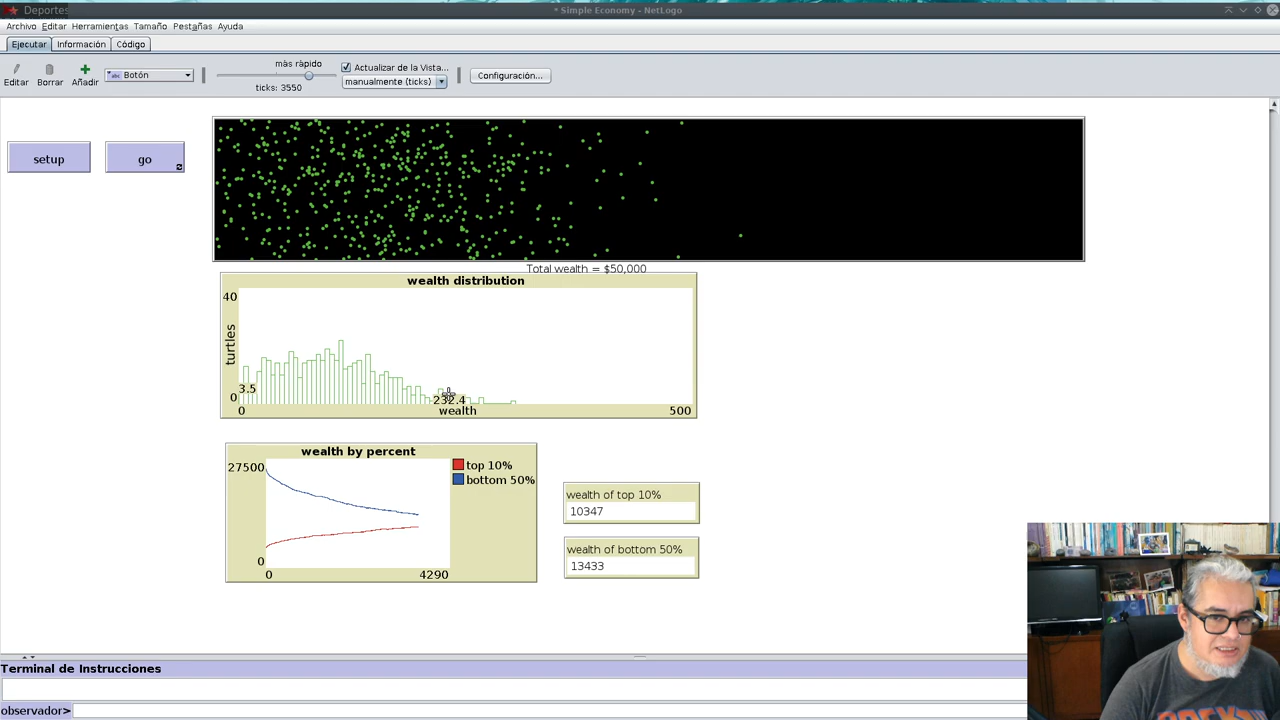 Deportes
* Simple Economy - NetLogo
Archivo Editar Herramientas Tamaño Pestañas Ayuda
Ejecutar Información Código
Editar Borrar Añadir
abc Botón
más rápido
ticks: 3550
Actualizar de la Vista...
manualmente (ticks)
Configuración...
setup
go
Total wealth = $50,000
wealth distribution
40
turtles
3.5
0
232.4
0 wealth 500
wealth by percent
27500
top 10%
bottom 50%
0
0 4290
wealth of top 10%
10347
wealth of bottom 50%
13433
Terminal de Instrucciones
observador>